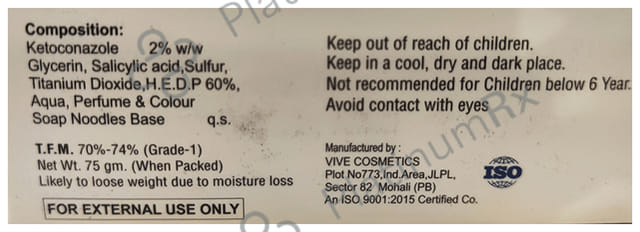 Composition:
Ketoconazole 2% w/w
Glycerin, Salicylic acid,Sulfur,
Titanium Dioxide,H.E.D.P 60%,
Aqua, Perfume & Colour
Soap Noodles Base q.s.
T.F.M. 70%-74% (Grade-1)
Net Wt. 75 gm. (When Packed)
Likely to loose weight due to moisture loss
FOR EXTERNAL USE ONLY
Keep out of reach of children.
Keep in a cool, dry and dark place.
Not recommended for Children below 6 Year.
Avoid contact with eyes
Manufactured by :
VIVE COSMETICS
Plot No773,Ind.Area,JLPL,
Sector 82 Mohali (PB)
An ISO 9001:2015 Certified Co.
ISO
PlatinumRx